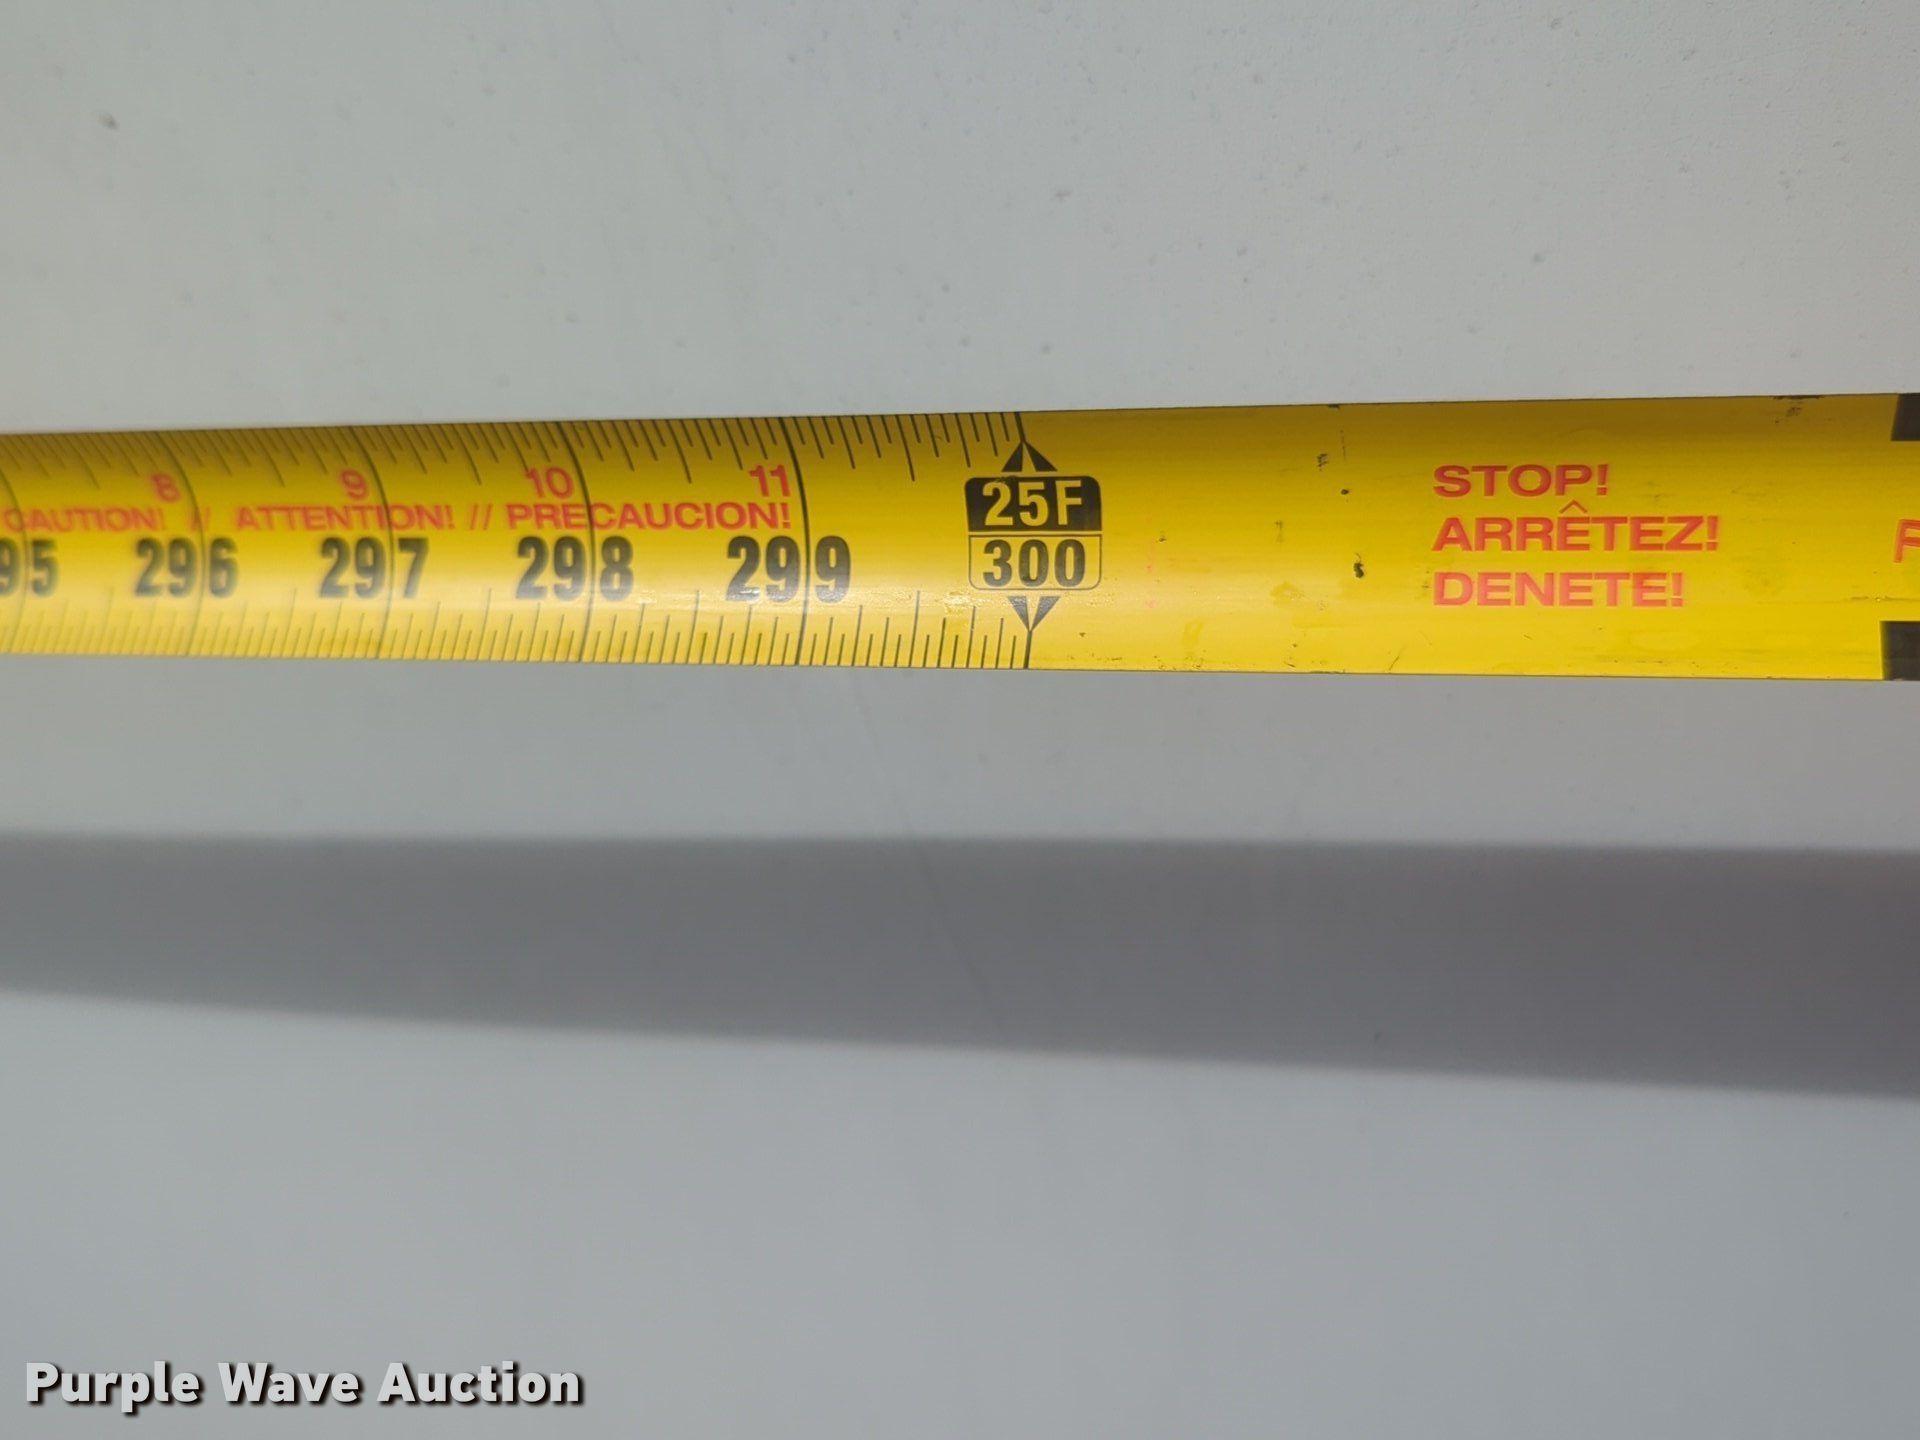 8 9 10 11 25F
CAUTION! // ATTENTION! // PRECAUCION!
95 296 297 298 299 300
STOP!
ARRÊTEZ!
DENETE!
Purple Wave Auction